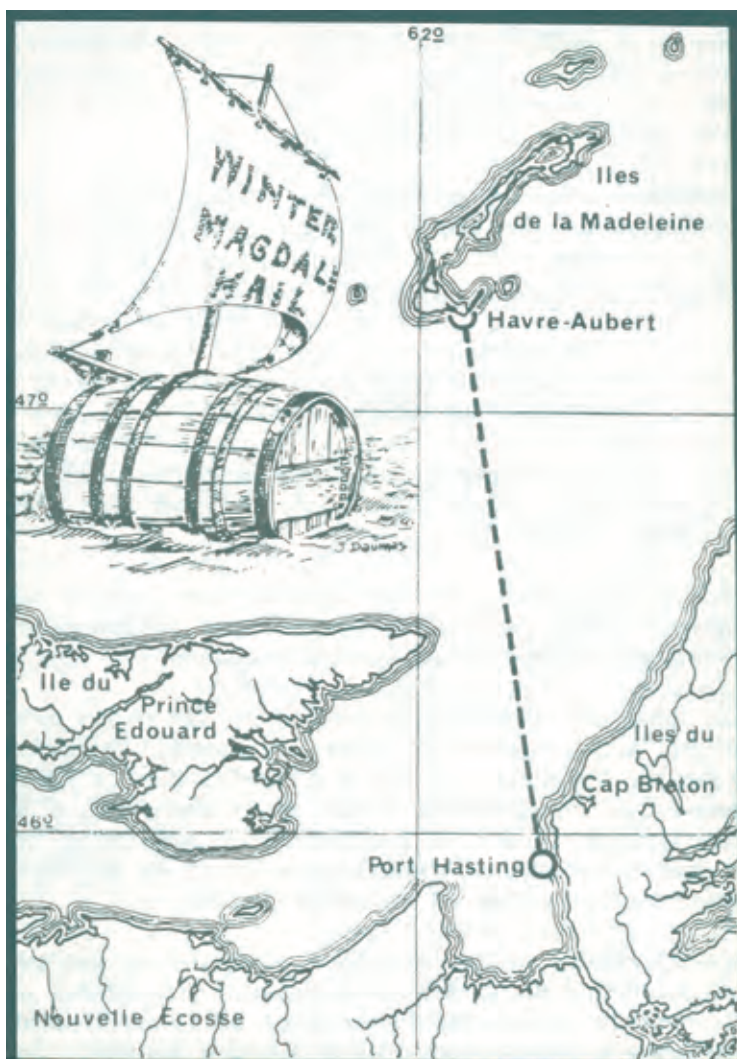 62º
WINTER
MAGDALEN
MAIL
Iles
de la Madeleine
Havre-Aubert
47º
J Daumas
Ile du
Prince
Edouard
Iles du
Cap Breton
46º
Port Hasting
Nouvelle Ecosse